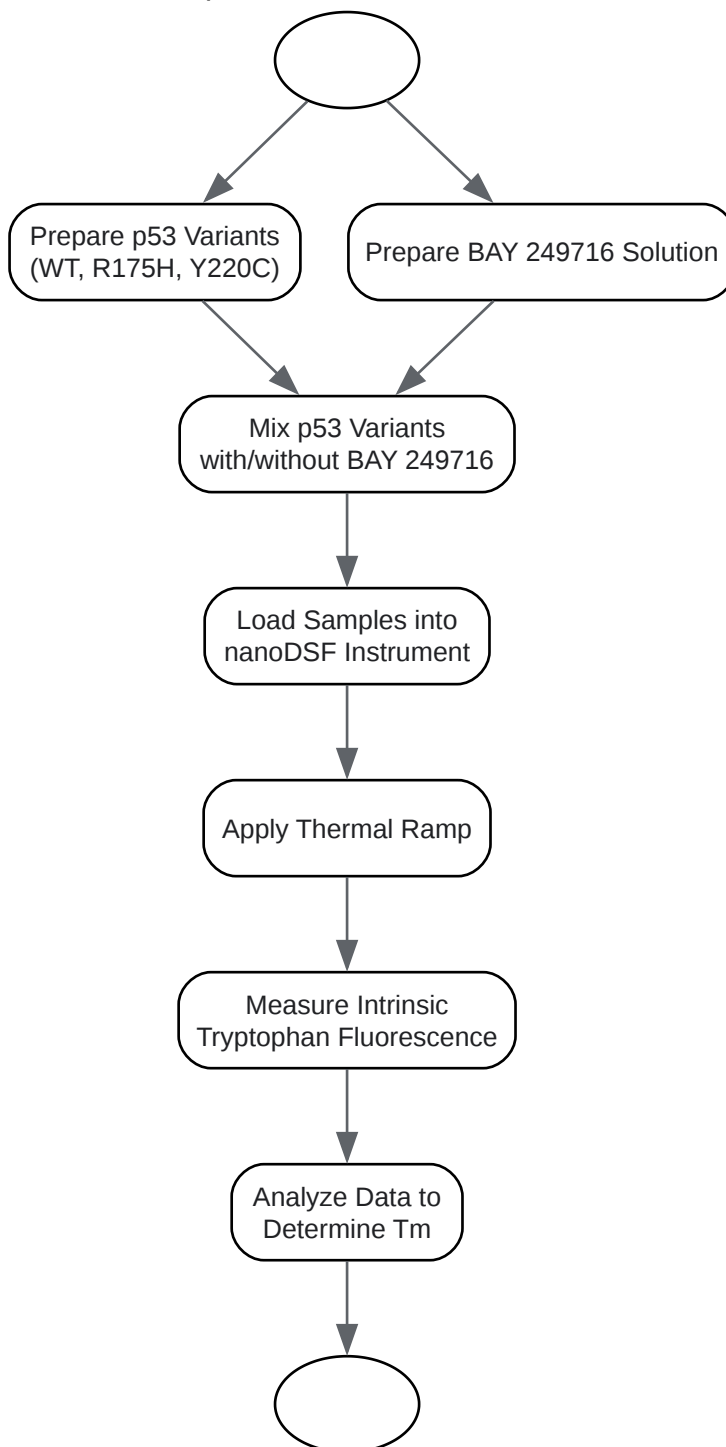 Prepare p53 Variants
(WT, R175H, Y220C)
Prepare BAY 249716 Solution
Mix p53 Variants
with/without BAY 249716
Load Samples into
nanoDSF Instrument
Apply Thermal Ramp
Measure Intrinsic
Tryptophan Fluorescence
Analyze Data to
Determine Tm